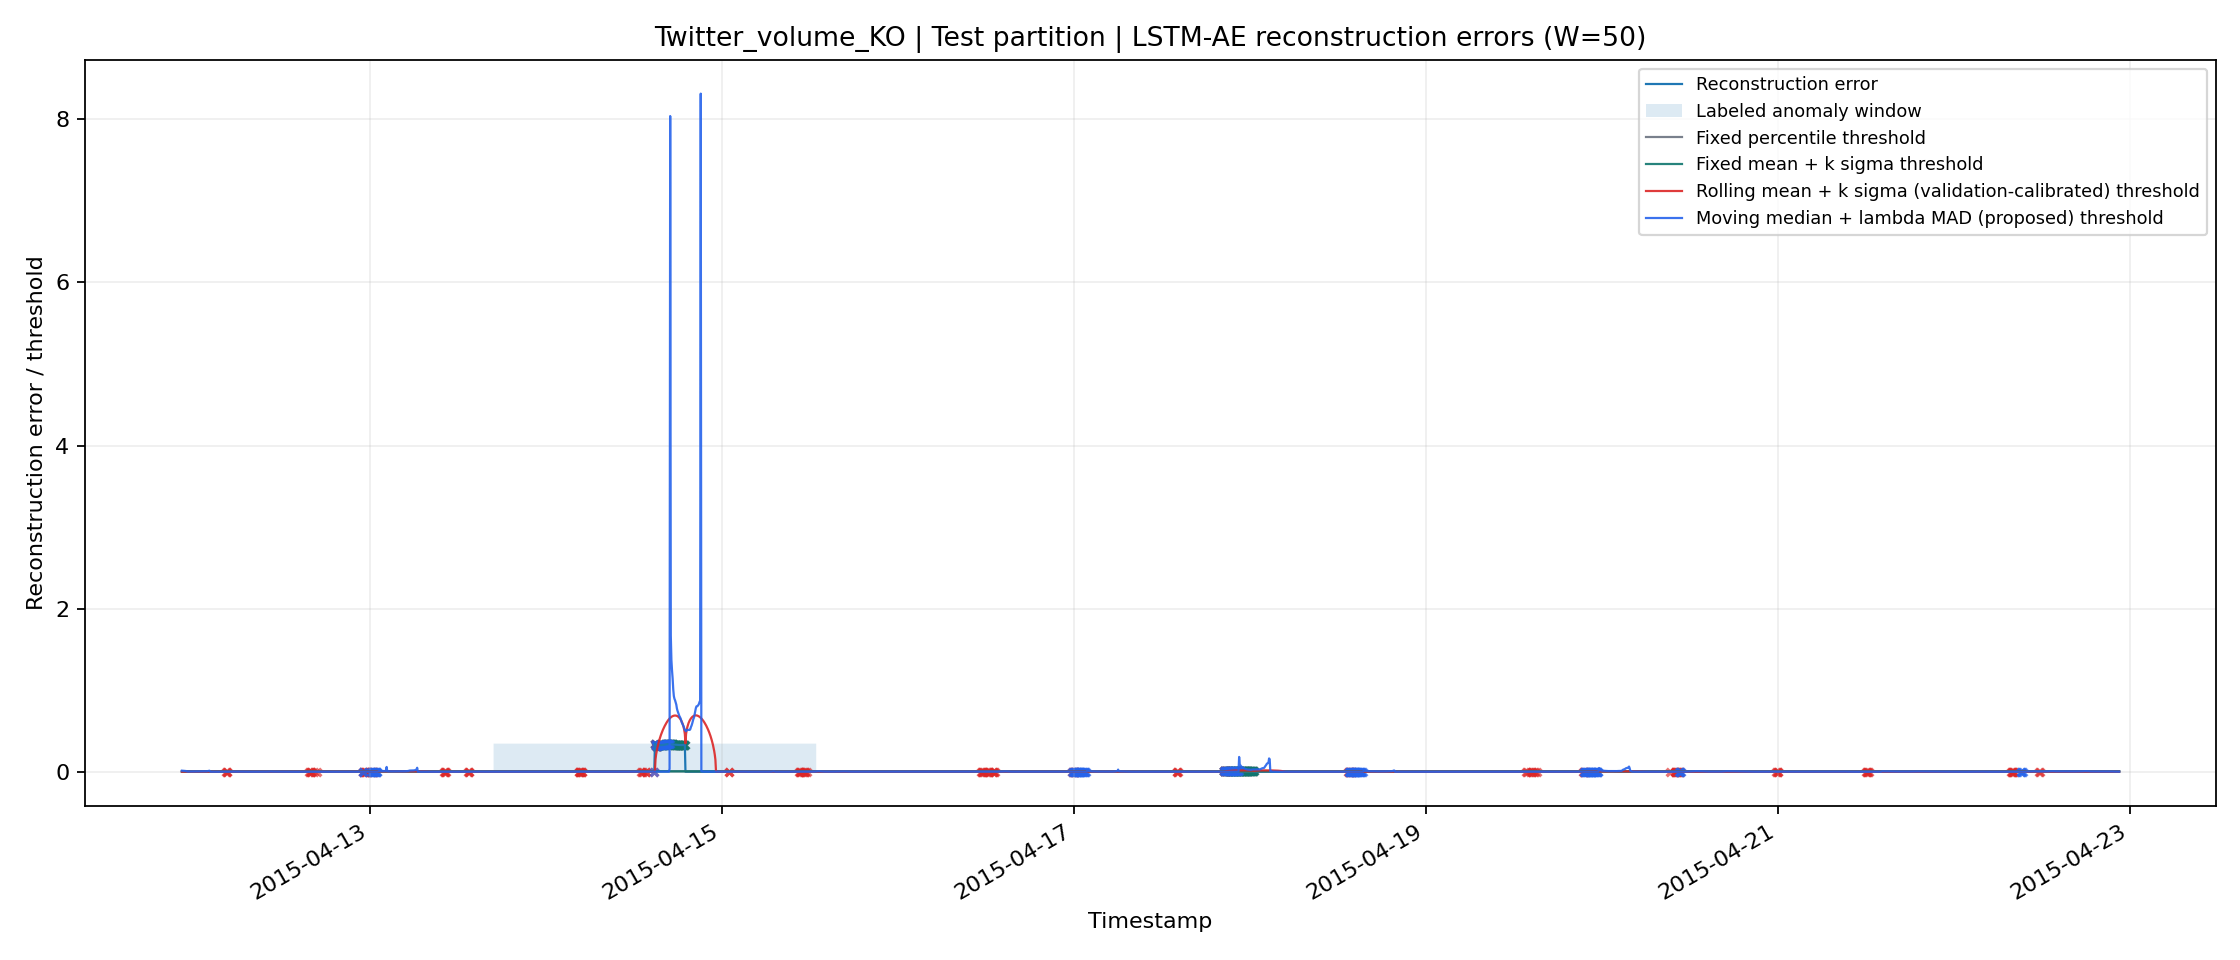 Twitter_volume_KO | Test partition | LSTM-AE reconstruction errors (W=50)
Reconstruction error
Labeled anomaly window
Fixed percentile threshold
Fixed mean + k sigma threshold
Rolling mean + k sigma (validation-calibrated) threshold
Moving median + lambda MAD (proposed) threshold
Reconstruction error / threshold
8
6
4
2
0
2015-04-13
2015-04-15
2015-04-17
2015-04-19
2015-04-21
2015-04-23
Timestamp